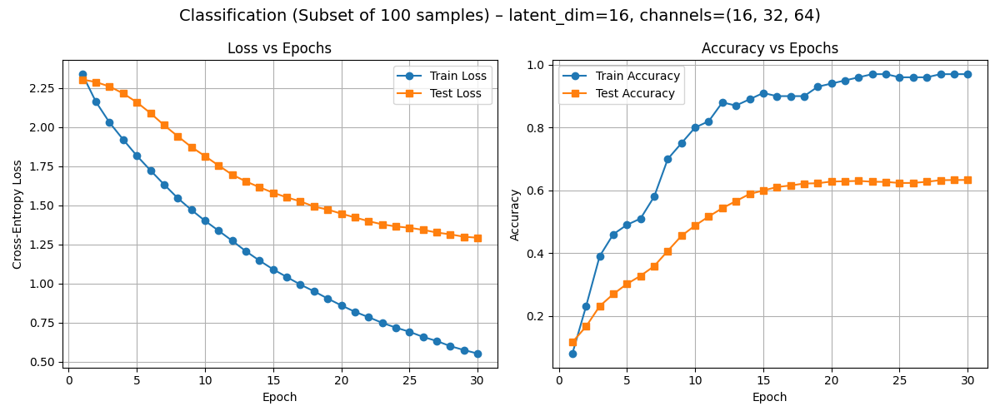 Classification (Subset of 100 samples) – latent_dim=16, channels=(16, 32, 64)
Loss vs Epochs
Train Loss
Test Loss
Cross-Entropy Loss
2.25
2.00
1.75
1.50
1.25
1.00
0.75
0.50
0
5
10
15
20
25
30
Epoch
Accuracy vs Epochs
Train Accuracy
Test Accuracy
Accuracy
1.0
0.8
0.6
0.4
0.2
0
5
10
15
20
25
30
Epoch